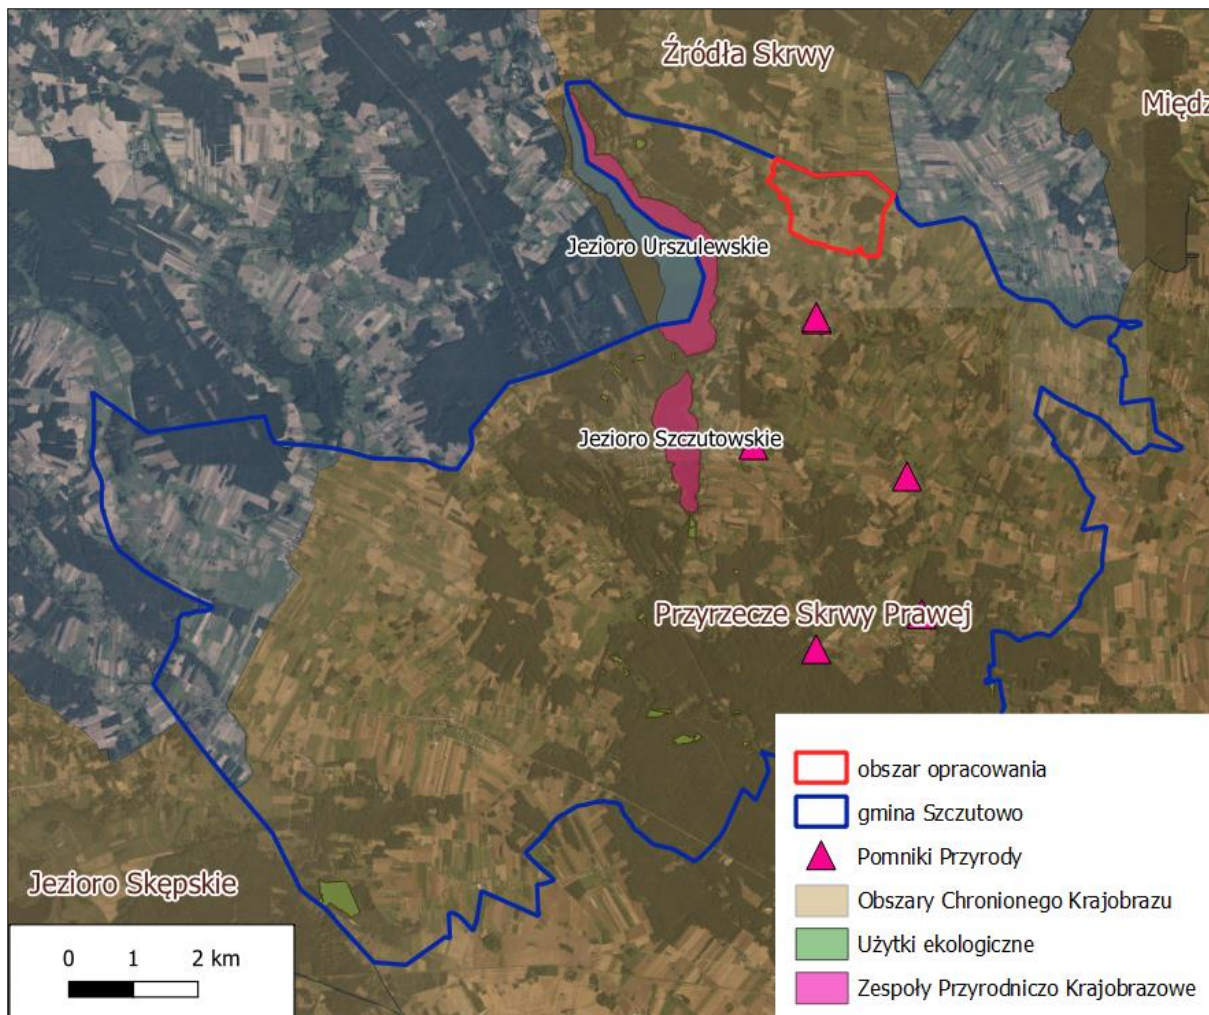 Źródła Skrwy
Międz
Jezioro Urszulewskie
Jezioro Szczutowskie
Przyrzecze Skrwy Prawej
Jezioro Skępskie
0 1 2 km
obszar opracowania
gmina Szczutowo
Pomniki Przyrody
Obszary Chronionego Krajobrazu
Użytki ekologiczne
Zespoły Przyrodniczo Krajobrazowe